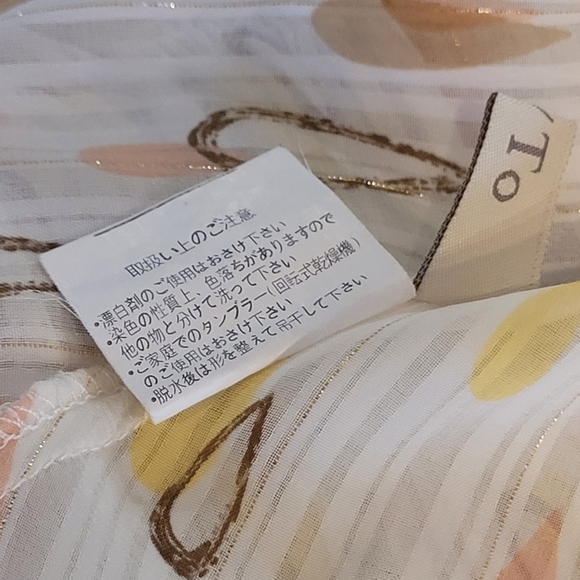 取扱い上のご注意
•漂白剤のご使用はおさけ下さい
•染色の性質上、色落ちがありますので
他の物と分けて洗って下さい
•ご家庭でのタンブラー(回転式乾燥機)
のご使用はおさけ下さい
•脱水後は形を整えて吊干して下さい
To